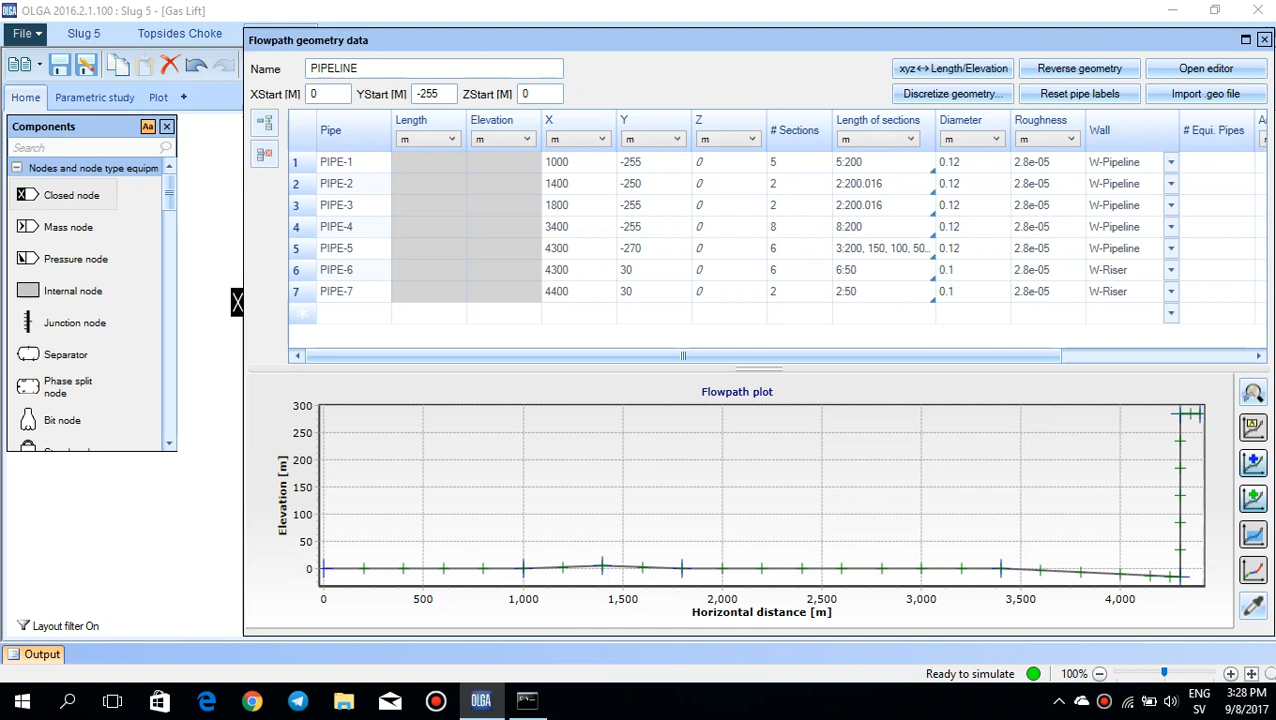 OLGA 2016.2.1.100 : Slug 5 - [Gas Lift]
File Slug 5 Topsides Choke
Home Parametric study Plot
Components Aa
Search
Nodes and node type equipm
Closed node
Mass node
Pressure node
Internal node
Junction node
Separator
Phase split
node
Bit node
Layout filter On
Flowpath geometry data
Name PIPELINE xyz↔Length/Elevation Reverse geometry Open editor
XStart [M] 0 YStart [M] -255 ZStart [M] 0 Discretize geometry... Reset pipe labels Import .geo file
Pipe Length Elevation X Y Z # Sections Length of sections Diameter Roughness Wall # Equi. Pipes
m m m m m m m m
1 PIPE-1 1000 -255 0 5 5:200 0.12 2.8e-05 W-Pipeline
2 PIPE-2 1400 -250 0 2 2:200.016 0.12 2.8e-05 W-Pipeline
3 PIPE-3 1800 -255 0 2 2:200.016 0.12 2.8e-05 W-Pipeline
4 PIPE-4 3400 -255 0 8 8:200 0.12 2.8e-05 W-Pipeline
5 PIPE-5 4300 -270 0 6 3:200, 150, 100, 50... 0.12 2.8e-05 W-Pipeline
6 PIPE-6 4300 30 0 6 6:50 0.1 2.8e-05 W-Riser
7 PIPE-7 4400 30 0 2 2:50 0.1 2.8e-05 W-Riser
Flowpath plot
Elevation [m]
300
250
200
150
100
50
0
0 500 1,000 1,500 2,000 2,500 3,000 3,500 4,000
Horizontal distance [m]
Output
Ready to simulate 100%
OLGA
ENG 3:28 PM
SV 9/8/2017